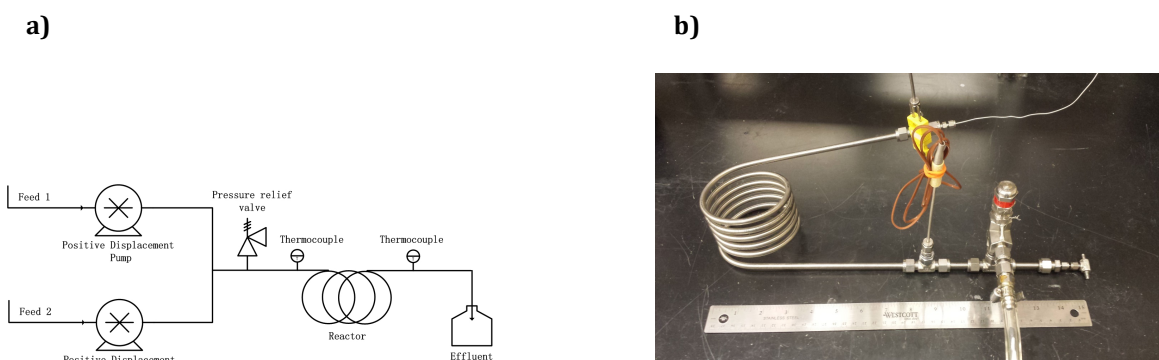 a)
b)
Feed 1
Positive Displacement
Pump
Pressure relief
valve
Thermocouple
Thermocouple
Reactor
Feed 2
Positive Displacement
Effluent
WESTCOTT